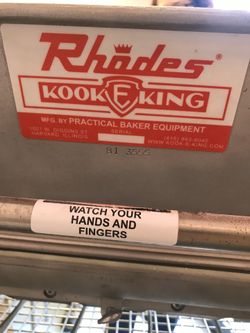 Rhodes
KOOK E KING
MFG. BY PRACTICAL BAKER EQUIPMENT
SERIAL
HARVARD, ILLINOIS
WWW.KOOK-E-KING.COM
WATCH YOUR
HANDS AND
FINGERS